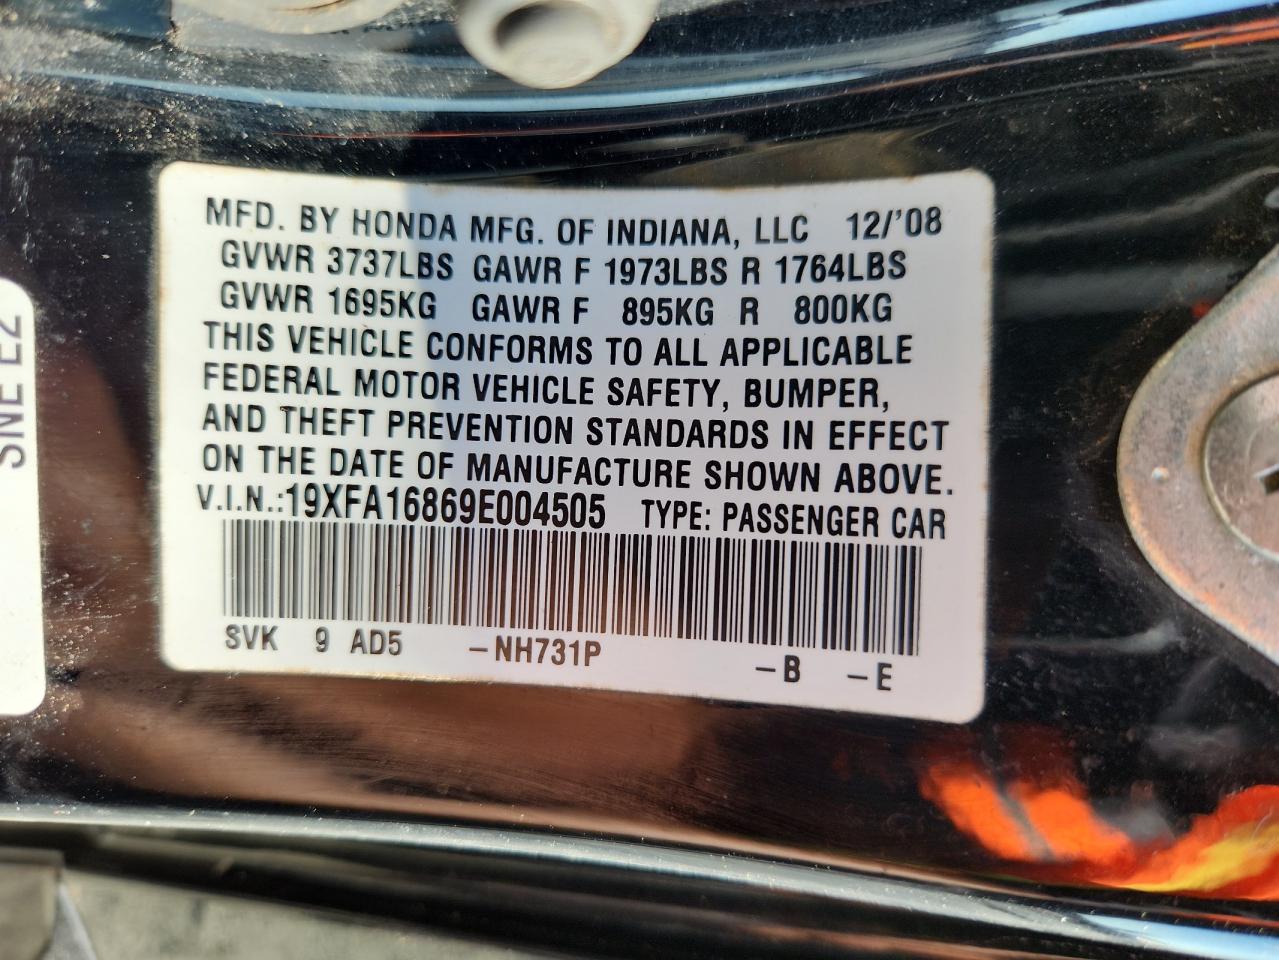 MFD. BY HONDA MFG. OF INDIANA, LLC 12/'08
GVWR 3737LBS GAWR F 1973LBS R 1764LBS
GVWR 1695KG GAWR F 895KG R 800KG
THIS VEHICLE CONFORMS TO ALL APPLICABLE
FEDERAL MOTOR VEHICLE SAFETY, BUMPER,
AND THEFT PREVENTION STANDARDS IN EFFECT
ON THE DATE OF MANUFACTURE SHOWN ABOVE.
V.I.N.:19XFA16869E004505 TYPE: PASSENGER CAR
SVK 9 AD5 -NH731P -B -E